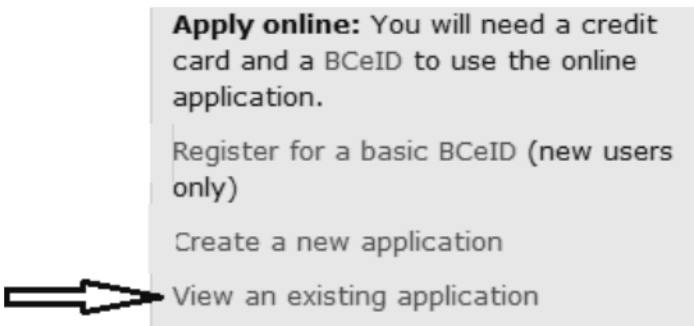 Apply online: You will need a credit
card and a BCeID to use the online
application.
Register for a basic BCeID (new users
only)
Create a new application
View an existing application